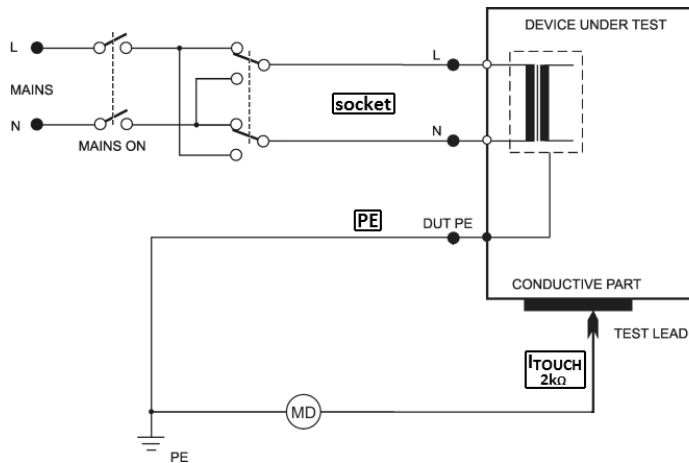 DEVICE UNDER TEST
L
L
MAINS
socket
N
N
MAINS ON
PE
DUT PE
CONDUCTIVE PART
TEST LEAD
ITOUCH
2kΩ
MD
PE